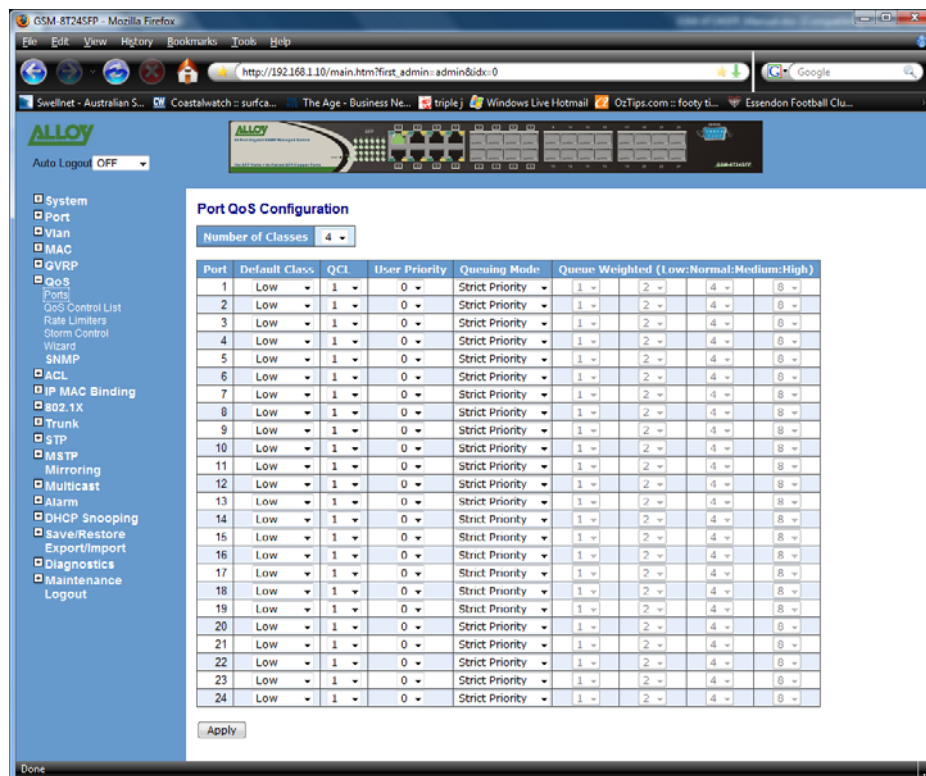 GSM-8T24SFP - Mozilla Firefox
File Edit View History Bookmarks Tools Help
http://192.168.1.10/main.htm?first_admin=admin&idx=0
Google
Swellnet - Australian S... Coastalwatch :: surfca... The Age - Business Ne... triple j Windows Live Hotmail OzTips.com :: footy ti... Essendon Football Clu...
ALLOY
Auto Logout OFF
ALLOY
SFP
GSM-8T24SFP
System
Port
Vlan
MAC
GVRP
QoS
Ports
QoS Control List
Rate Limiters
Storm Control
Wizard
SNMP
ACL
IP MAC Binding
802.1X
Trunk
STP
MSTP
Mirroring
Multicast
Alarm
DHCP Snooping
Save/Restore
Export/Import
Diagnostics
Maintenance
Logout
Port QoS Configuration
Number of Classes 4
Port Default Class QCL User Priority Queuing Mode Queue Weighted (Low:Normal:Medium:High)
1 Low 1 0 Strict Priority 1 2 4 8
2 Low 1 0 Strict Priority 1 2 4 8
3 Low 1 0 Strict Priority 1 2 4 8
4 Low 1 0 Strict Priority 1 2 4 8
5 Low 1 0 Strict Priority 1 2 4 8
6 Low 1 0 Strict Priority 1 2 4 8
7 Low 1 0 Strict Priority 1 2 4 8
8 Low 1 0 Strict Priority 1 2 4 8
9 Low 1 0 Strict Priority 1 2 4 8
10 Low 1 0 Strict Priority 1 2 4 8
11 Low 1 0 Strict Priority 1 2 4 8
12 Low 1 0 Strict Priority 1 2 4 8
13 Low 1 0 Strict Priority 1 2 4 8
14 Low 1 0 Strict Priority 1 2 4 8
15 Low 1 0 Strict Priority 1 2 4 8
16 Low 1 0 Strict Priority 1 2 4 8
17 Low 1 0 Strict Priority 1 2 4 8
18 Low 1 0 Strict Priority 1 2 4 8
19 Low 1 0 Strict Priority 1 2 4 8
20 Low 1 0 Strict Priority 1 2 4 8
21 Low 1 0 Strict Priority 1 2 4 8
22 Low 1 0 Strict Priority 1 2 4 8
23 Low 1 0 Strict Priority 1 2 4 8
24 Low 1 0 Strict Priority 1 2 4 8
Apply
Done